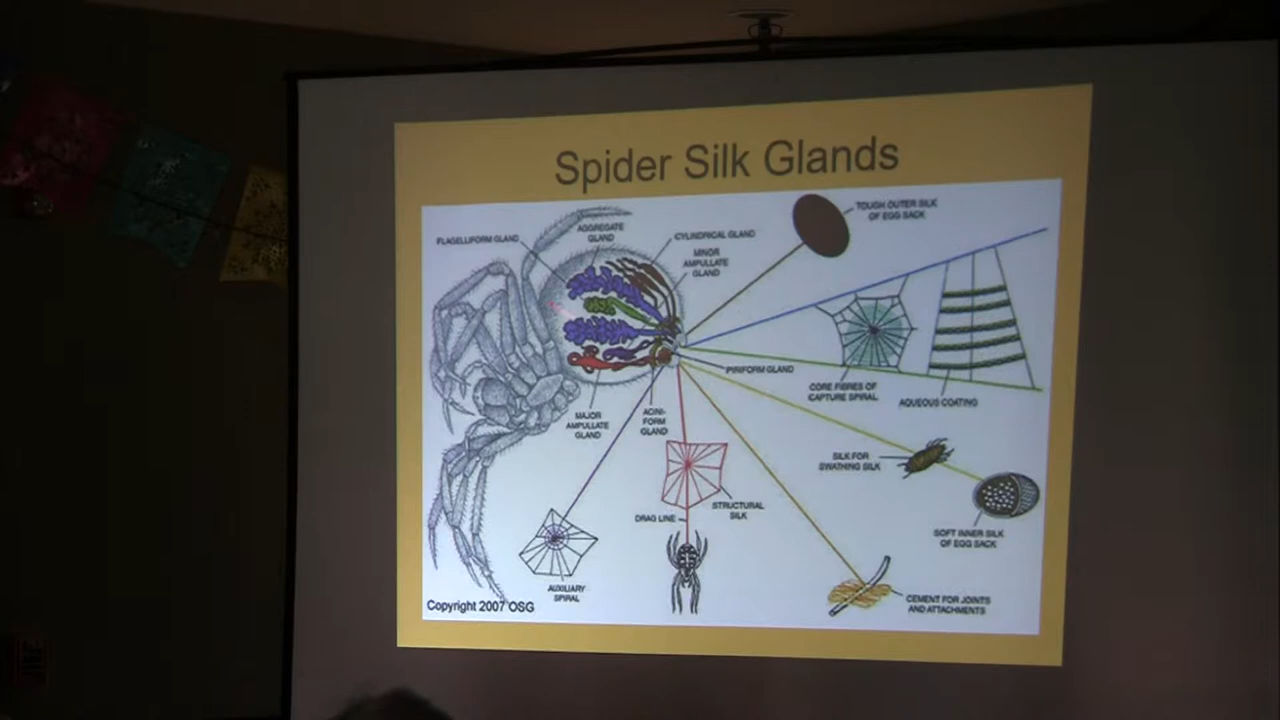 Spider Silk Glands
FLAGELLIFORM GLAND
AGGREGATE
GLAND
CYLINDRICAL GLAND
MINOR
AMPULLATE
GLAND
TOUGH OUTER SILK
OF EGG SACK
PIRIFORM GLAND
CORE FIBRES OF
CAPTURE SPIRAL
AQUEOUS COATING
MAJOR
AMPULLATE
GLAND
ACINI-
FORM
GLAND
SILK FOR
SWATHING SILK
STRUCTURAL
SILK
DRAG LINE
SOFT INNER SILK
OF EGG SACK
AUXILIARY
SPIRAL
CEMENT FOR JOINTS
AND ATTACHMENTS
Copyright 2007 OSG